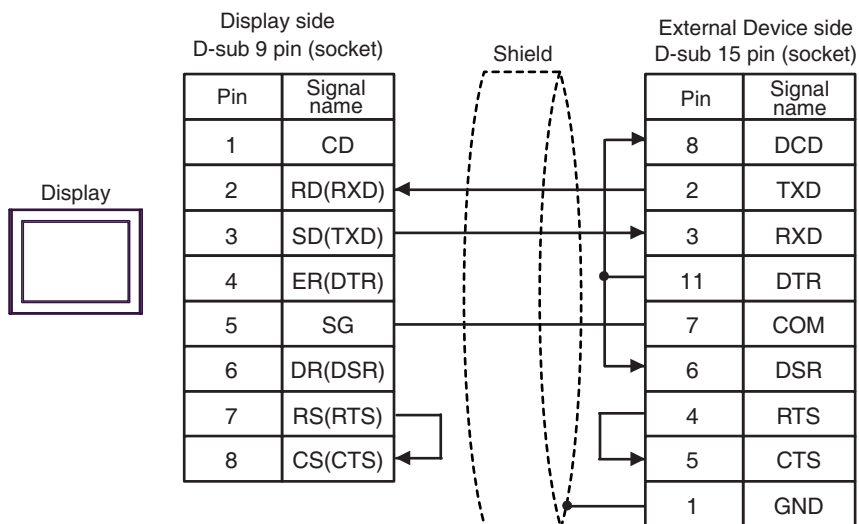 Display side
D-sub 9 pin (socket)
Shield
External Device side
D-sub 15 pin (socket)
Display
Pin Signal name
1 CD
2 RD(RXD)
3 SD(TXD)
4 ER(DTR)
5 SG
6 DR(DSR)
7 RS(RTS)
8 CS(CTS)
Pin Signal name
8 DCD
2 TXD
3 RXD
11 DTR
7 COM
6 DSR
4 RTS
5 CTS
1 GND